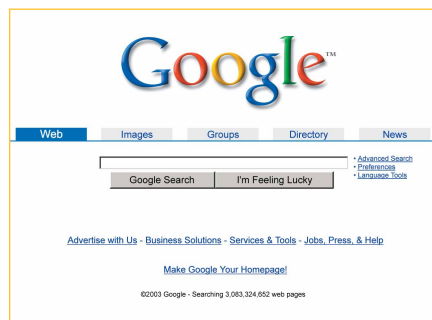 Google™
Web Images Groups Directory News
• Advanced Search
• Preferences
• Language Tools
Google Search I'm Feeling Lucky
Advertise with Us - Business Solutions - Services & Tools - Jobs, Press, & Help
Make Google Your Homepage!
©2003 Google - Searching 3,083,324,652 web pages